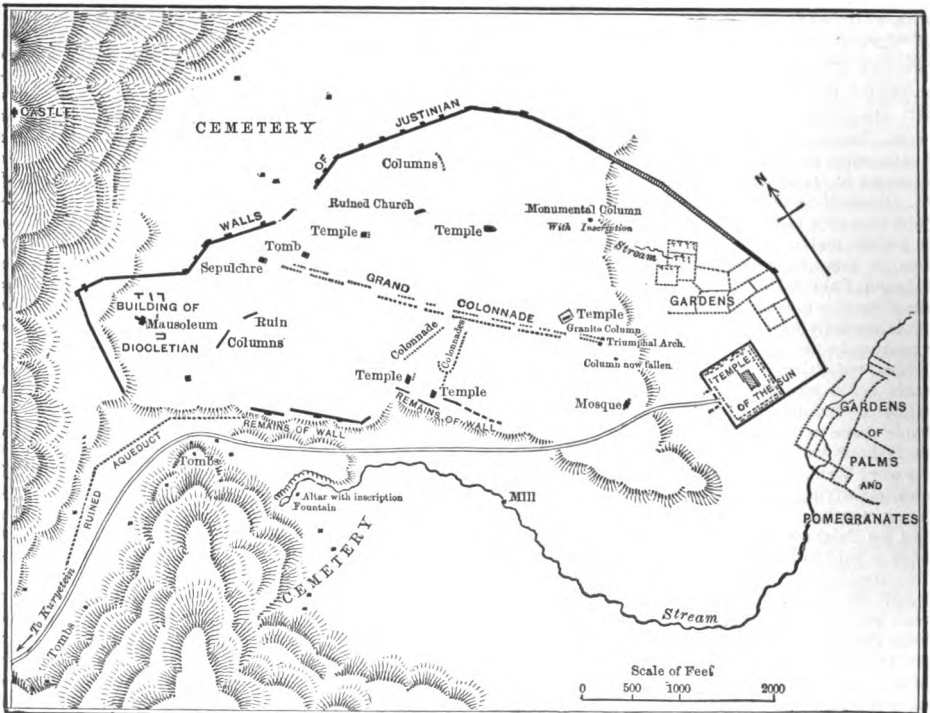 CASTLE
CEMETERY
WALLS OF JUSTINIAN
Columns
N
Ruined Church
Monumental Column
With Inscription
Temple
Temple
Stream
Tomb
Sepulchre
GARDENS
GRAND COLONNADE
BUILDING OF
Mausoleum
DIOCLETIAN
Ruin
Columns
Temple
Granite Column
Triumphal Arch.
Colonnade
Colonnades
Column now fallen
Temple
Temple
Mosque
TEMPLE
OF THE SUN
GARDENS
OF
PALMS
AND
POMEGRANATES
REMAINS OF WALL
REMAINS OF WALL
RUINED AQUEDUCT
Tombs
Altar with inscription
Fountain
Mill
CEMETERY
To Kuryetein
Tombs
Stream
Scale of Feet
0 500 1000 2000